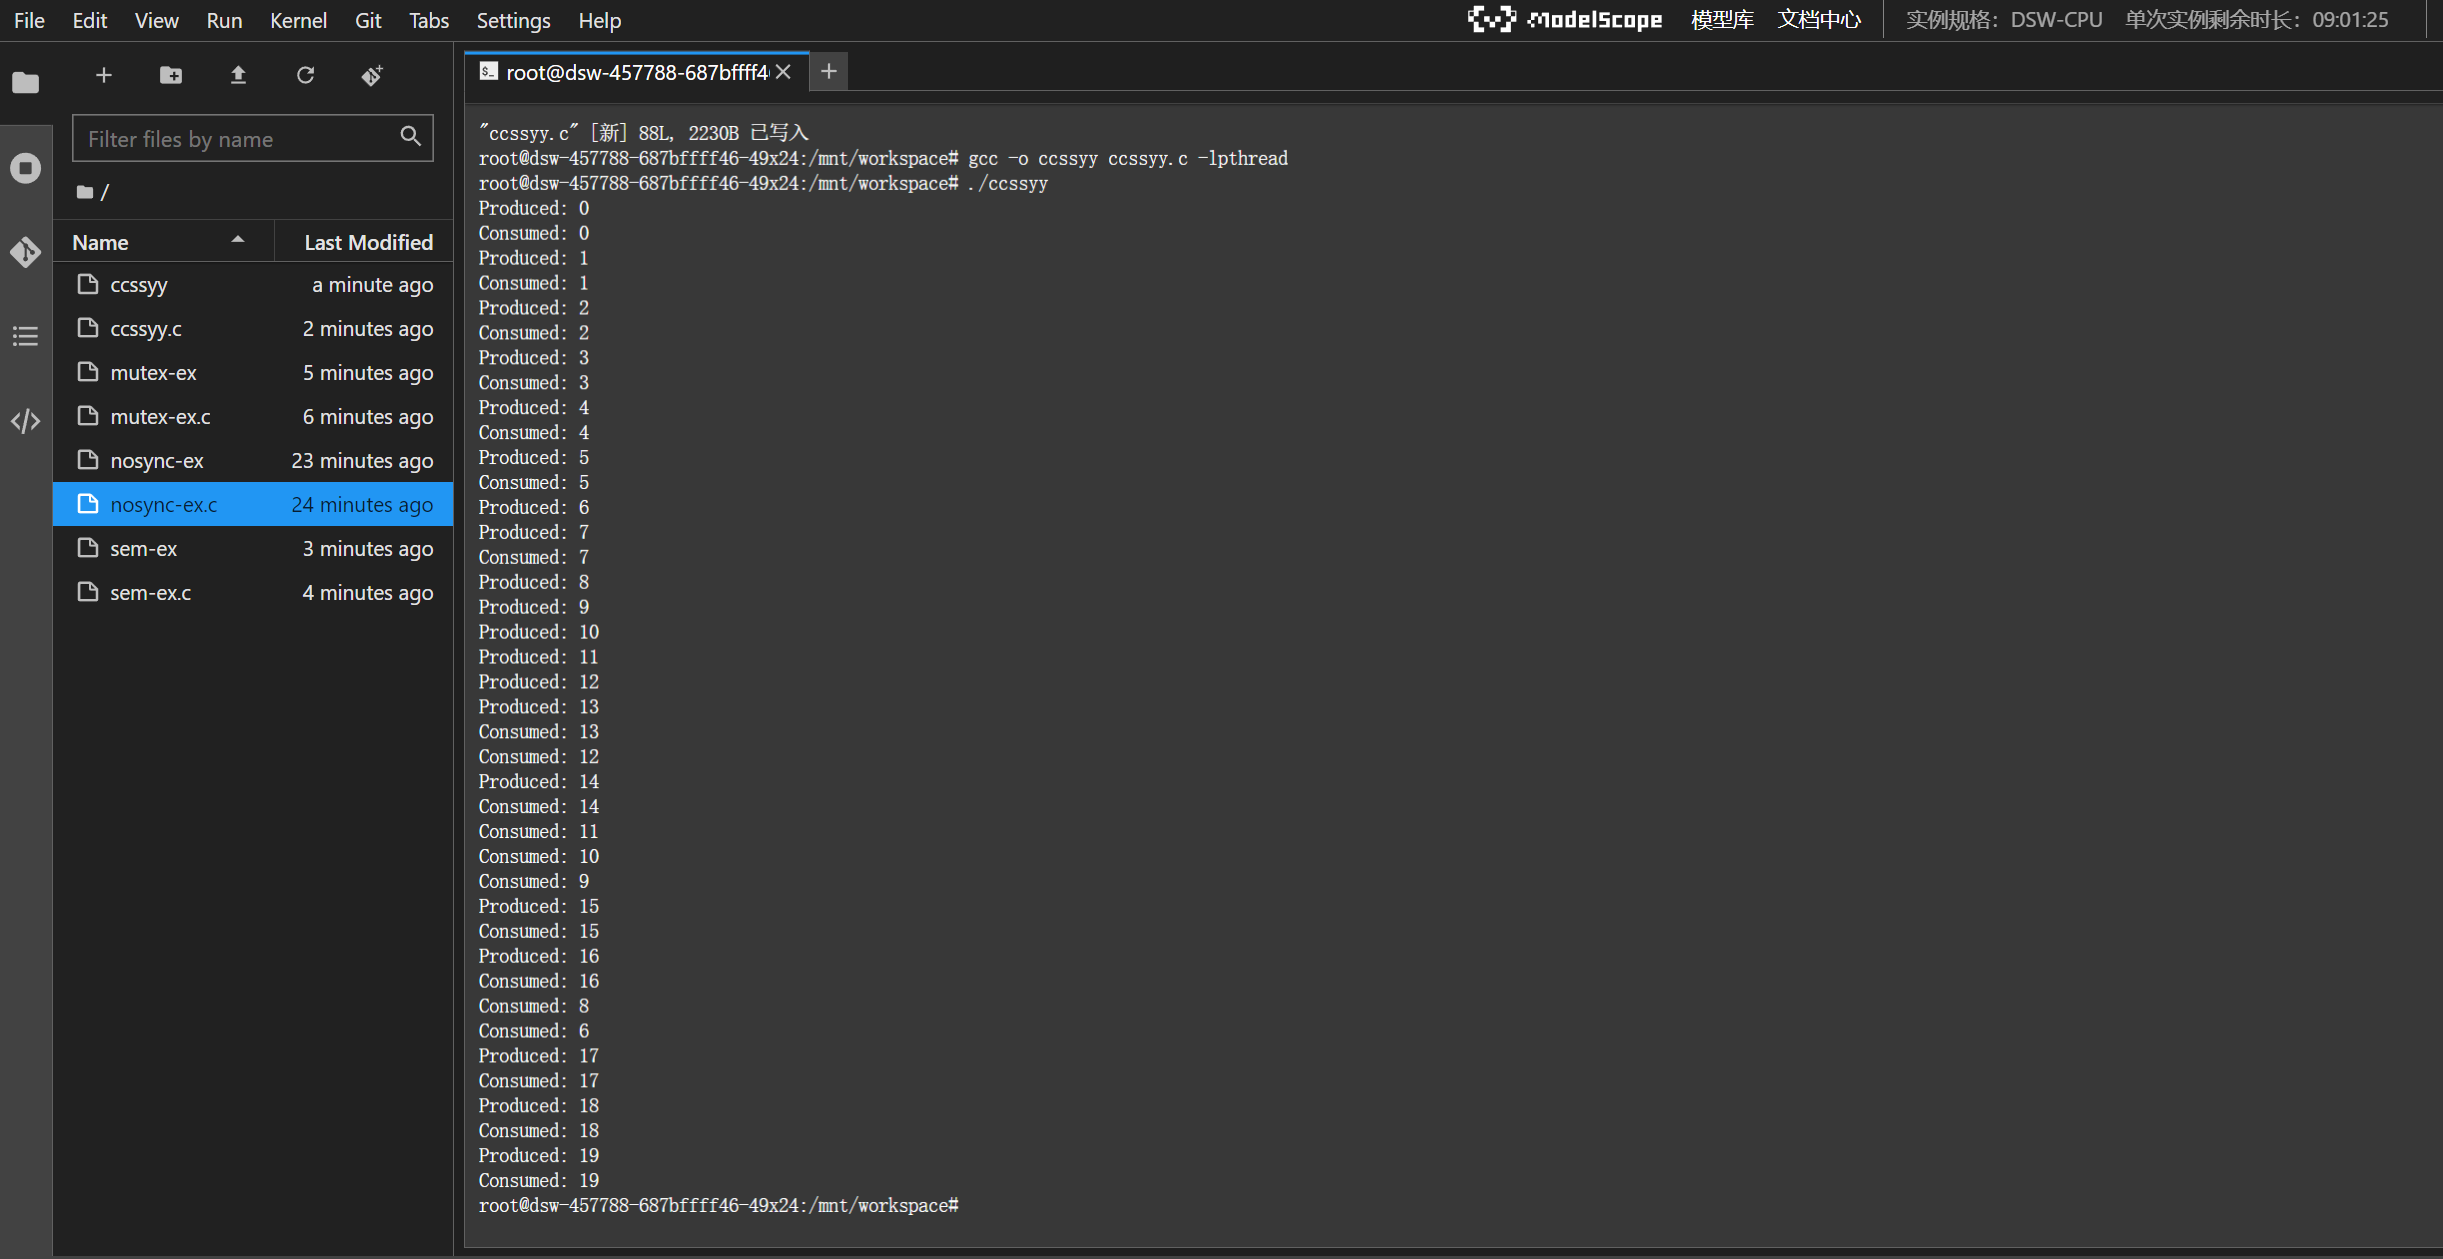 File Edit View Run Kernel Git Tabs Settings Help
ModelScope 模型库 文档中心 实例规格：DSW-CPU 单次实例剩余时长：09:01:25
Filter files by name
/
Name Last Modified
ccssyy a minute ago
ccssyy.c 2 minutes ago
mutex-ex 5 minutes ago
mutex-ex.c 6 minutes ago
nosync-ex 23 minutes ago
nosync-ex.c 24 minutes ago
sem-ex 3 minutes ago
sem-ex.c 4 minutes ago
root@dsw-457788-687bffff4
"ccssyy.c" [新] 88L, 2230B 已写入
root@dsw-457788-687bffff46-49x24:/mnt/workspace# gcc -o ccssyy ccssyy.c -lpthread
root@dsw-457788-687bffff46-49x24:/mnt/workspace# ./ccssyy
Produced: 0
Consumed: 0
Produced: 1
Consumed: 1
Produced: 2
Consumed: 2
Produced: 3
Consumed: 3
Produced: 4
Consumed: 4
Produced: 5
Consumed: 5
Produced: 6
Produced: 7
Consumed: 7
Produced: 8
Produced: 9
Produced: 10
Produced: 11
Produced: 12
Produced: 13
Consumed: 13
Consumed: 12
Produced: 14
Consumed: 14
Consumed: 11
Consumed: 10
Consumed: 9
Produced: 15
Consumed: 15
Produced: 16
Consumed: 16
Consumed: 8
Consumed: 6
Produced: 17
Consumed: 17
Produced: 18
Consumed: 18
Produced: 19
Consumed: 19
root@dsw-457788-687bffff46-49x24:/mnt/workspace#